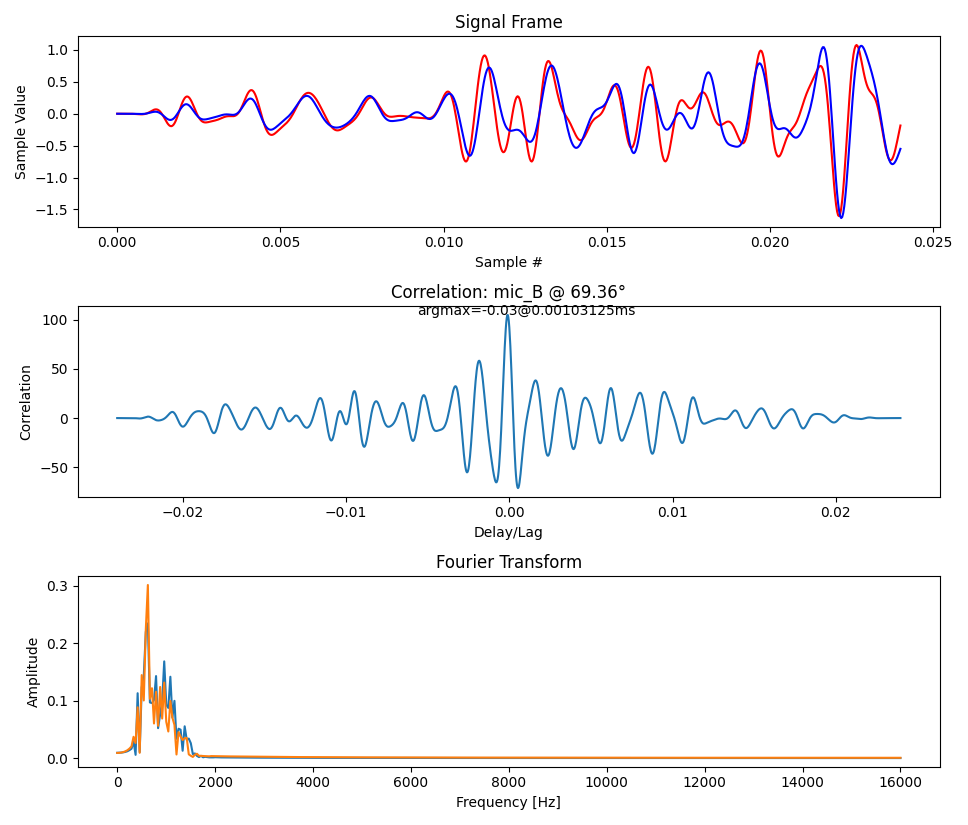 Signal Frame
1.0
0.5
0.0
−0.5
−1.0
−1.5
Sample Value
0.000 0.005 0.010 0.015 0.020 0.025
Sample #
Correlation: mic_B @ 69.36°
argmax=-0.03@0.00103125ms
100
50
0
−50
Correlation
−0.02 −0.01 0.00 0.01 0.02
Delay/Lag
Fourier Transform
0.3
0.2
0.1
0.0
Amplitude
0 2000 4000 6000 8000 10000 12000 14000 16000
Frequency [Hz]